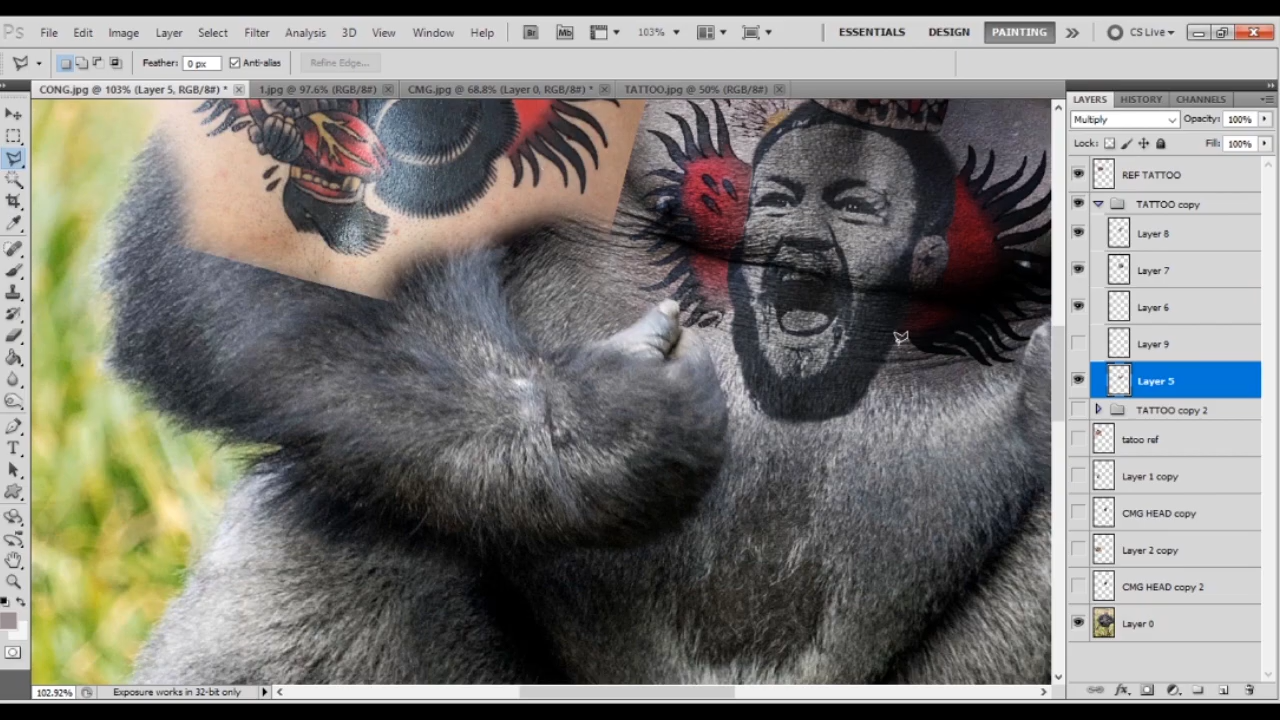 Ps File Edit Image Layer Select Filter Analysis 3D View Window Help Br Mb 103% ESSENTIALS DESIGN PAINTING CS Live
Feather: 0 px Anti-alias Refine Edge...
CONG.jpg @ 103% (Layer 5, RGB/8#) * 1.jpg @ 97.6% (RGB/8#) CMG.jpg @ 68.8% (Layer 0, RGB/8#) * TATTOO.jpg @ 50% (RGB/8#)
LAYERS HISTORY CHANNELS
Multiply Opacity: 100%
Lock: Fill: 100%
REF TATTOO
TATTOO copy
Layer 8
Layer 7
Layer 6
Layer 9
Layer 5
TATTOO copy 2
tatoo ref
Layer 1 copy
CMG HEAD copy
Layer 2 copy
CMG HEAD copy 2
Layer 0
102.92% Exposure works in 32-bit only